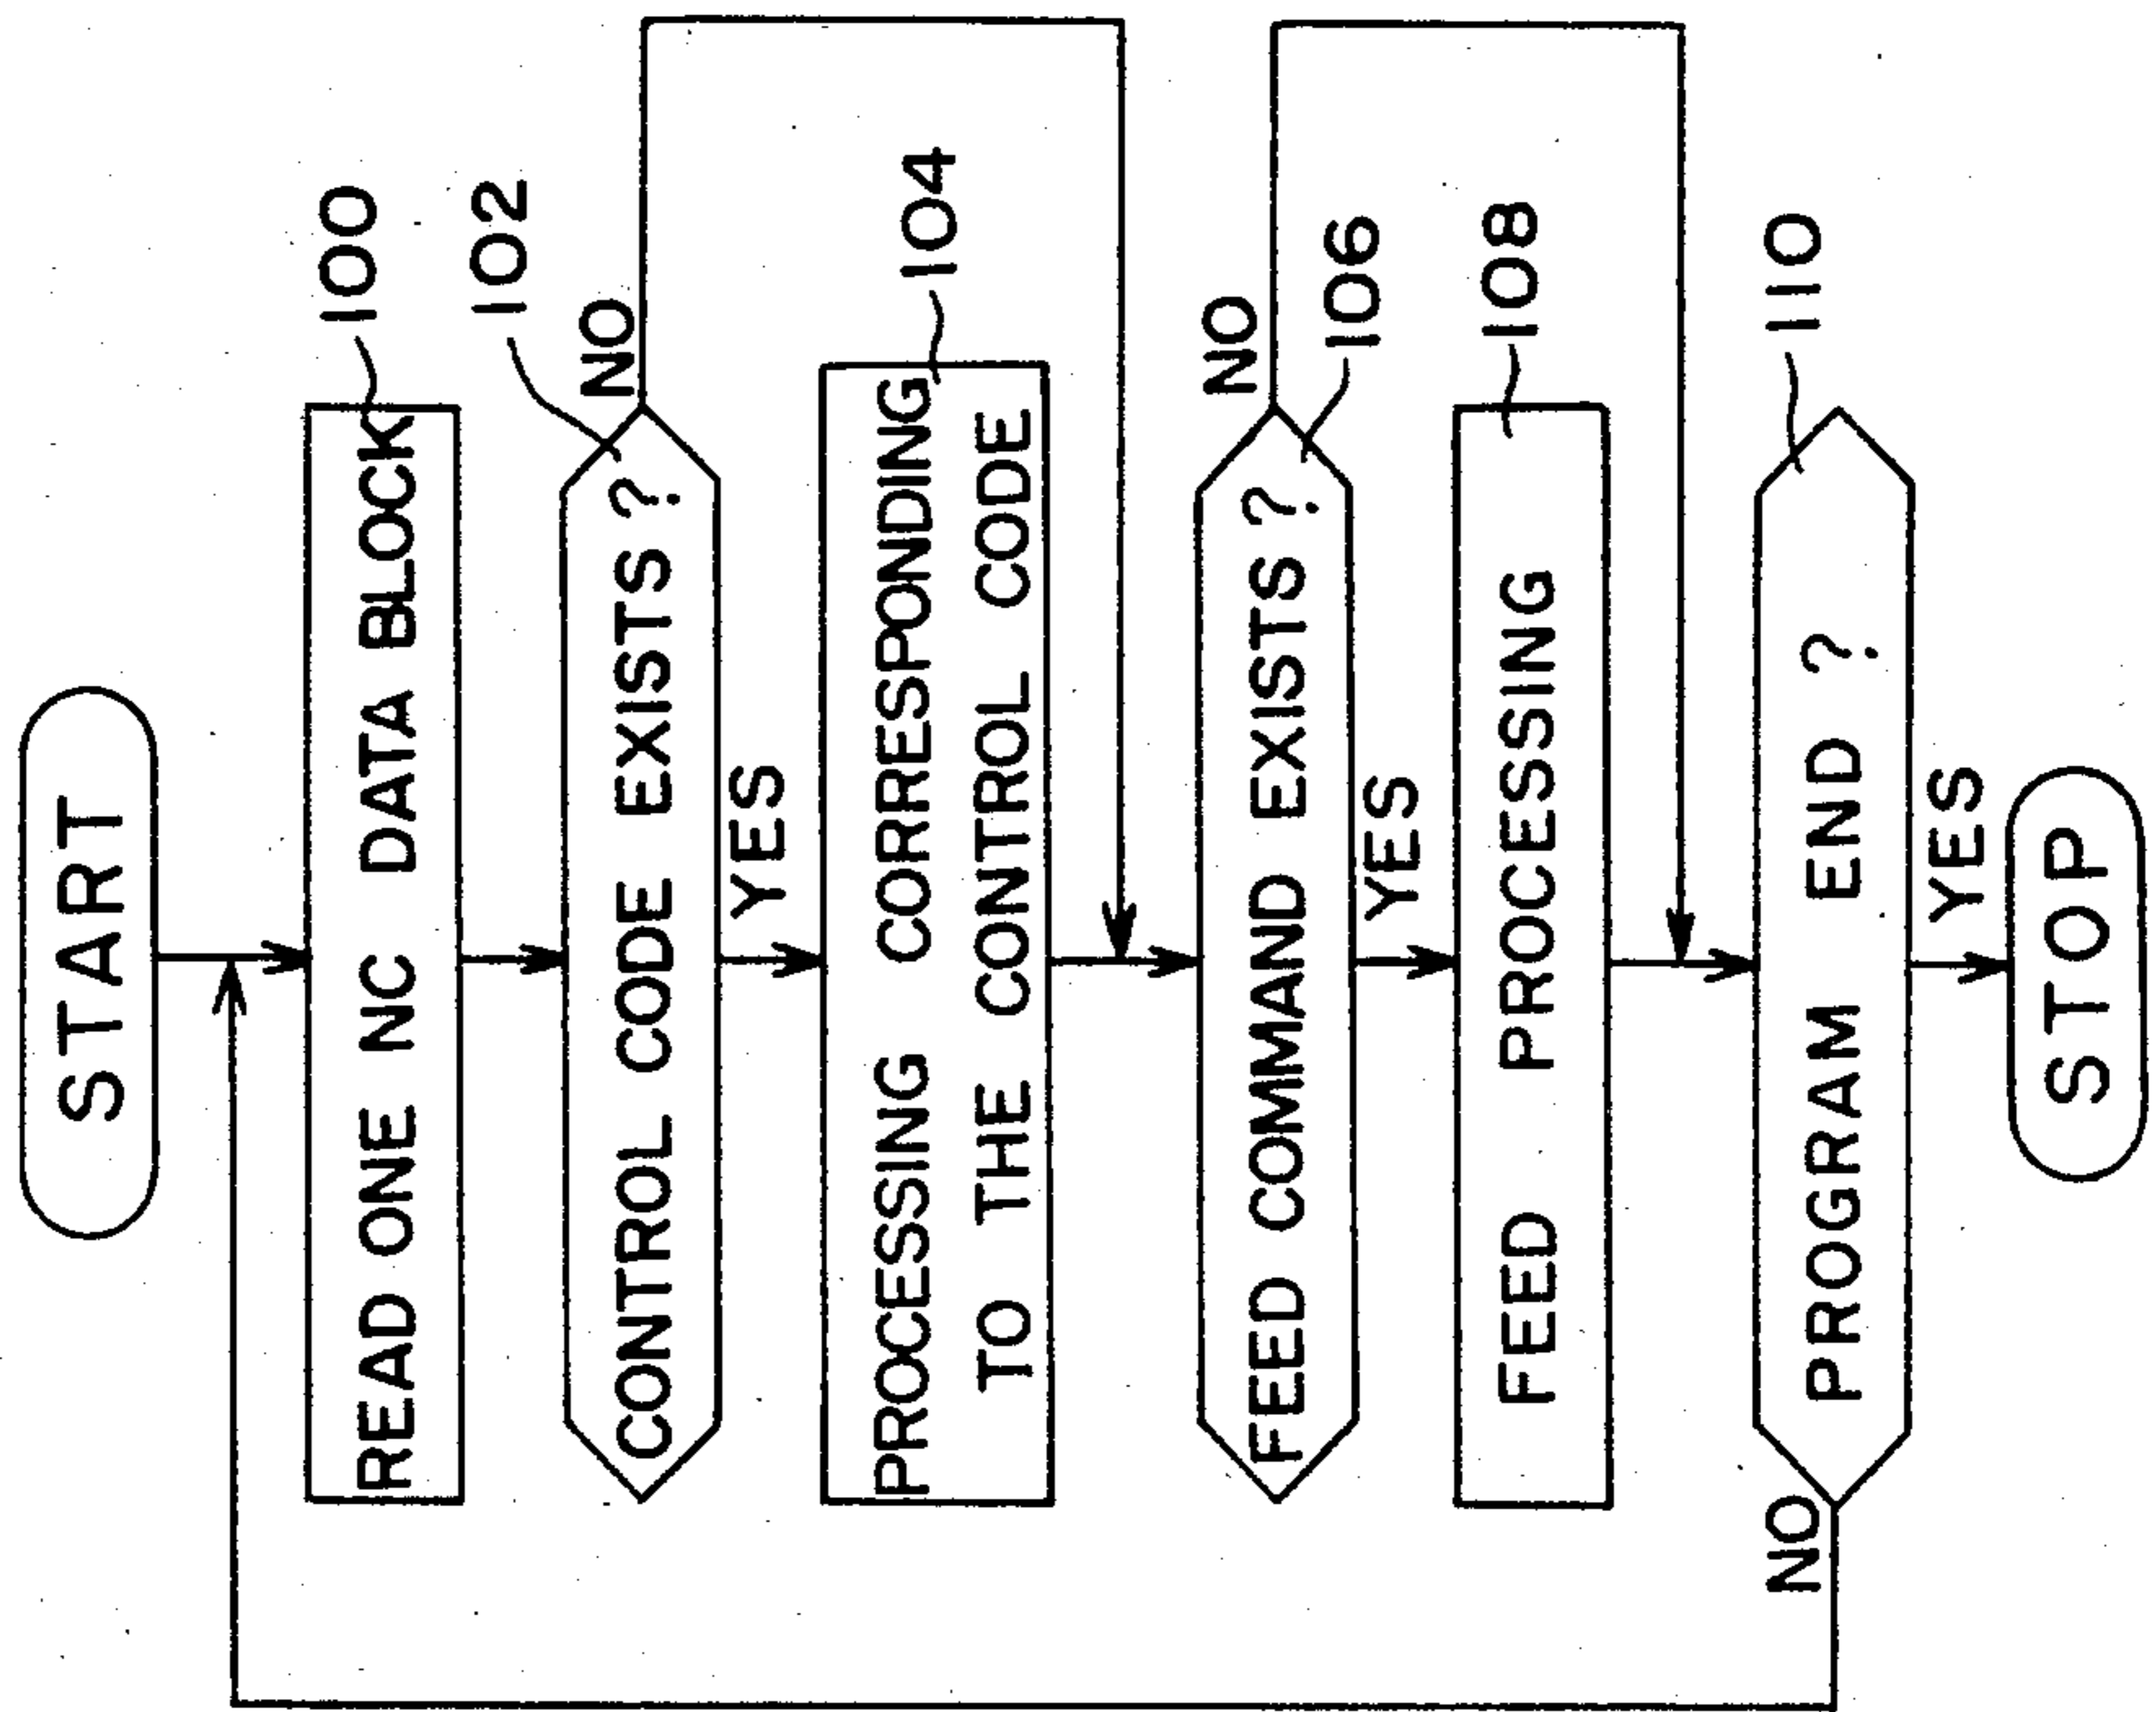 START
READ ONE NC DATA BLOCK
100
CONTROL CODE EXISTS ?
102
NO
YES
PROCESSING CORRESPONDING
TO THE CONTROL CODE
104
FEED COMMAND EXISTS ?
NO
106
YES
FEED PROCESSING
108
PROGRAM END ?
110
NO
YES
STOP